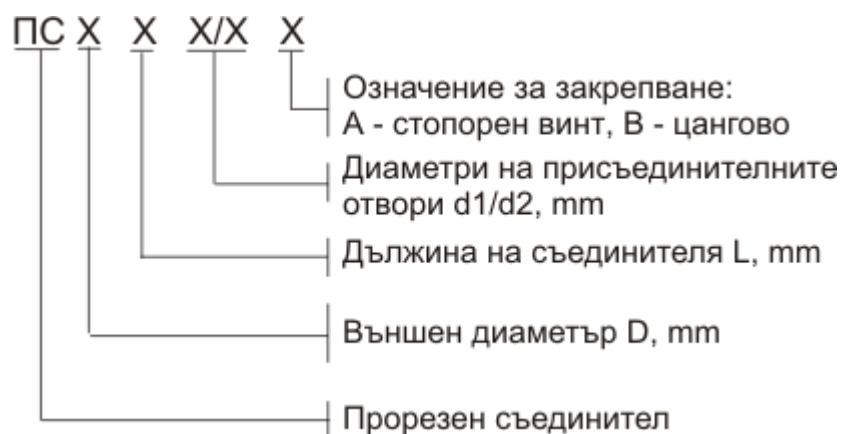 ПС Х Х Х/Х Х
Означение за закрепване:
А - стопорен винт, В - цангово
Диаметри на присъединителните
отвори d1/d2, mm
Дължина на съединителя L, mm
Външен диаметър D, mm
Прорезен съединител